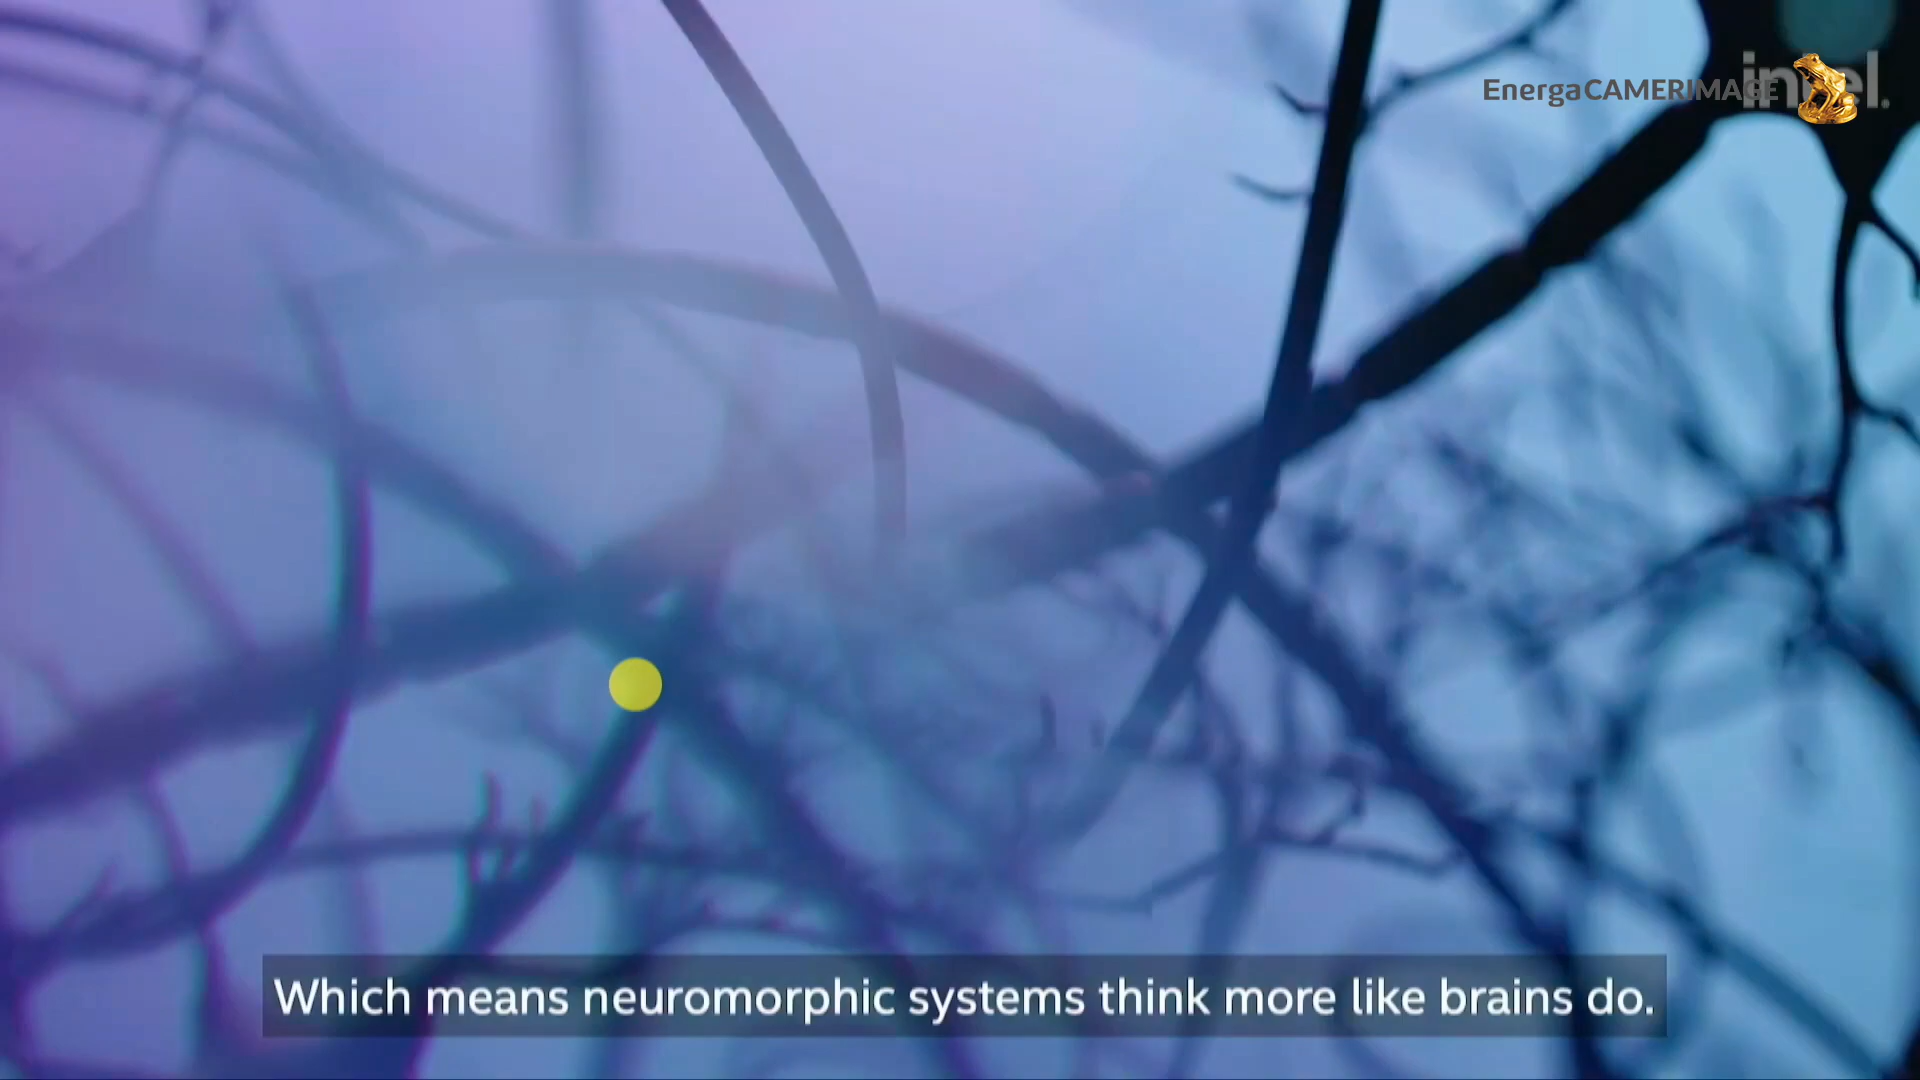 EnergaCAMERIMAGE
intel.
Which means neuromorphic systems think more like brains do.